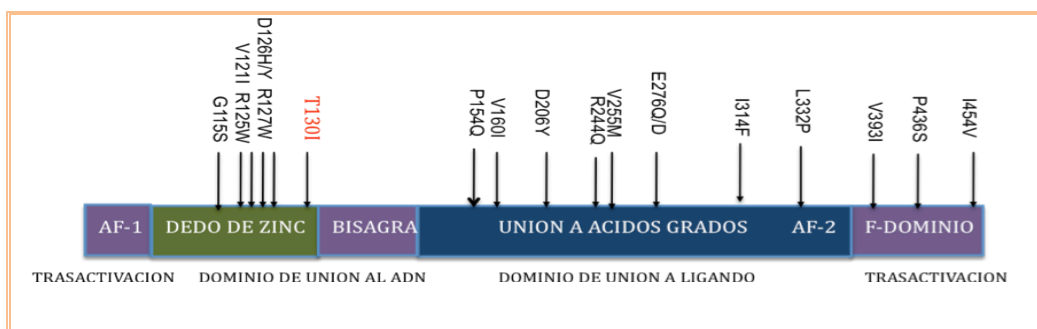 G115S
V121I
R125W
D126H/Y
R127W
T130I
P154Q
V160I
D206Y
R244Q
V255M
E276Q/D
I314F
L332P
V393I
P436S
I454V
AF-1
DEDO DE ZINC
BISAGRA
UNION A ACIDOS GRADOS
AF-2
F-DOMINIO
TRASACTIVACION
DOMINIO DE UNION AL ADN
DOMINIO DE UNION A LIGANDO
TRASACTIVACION